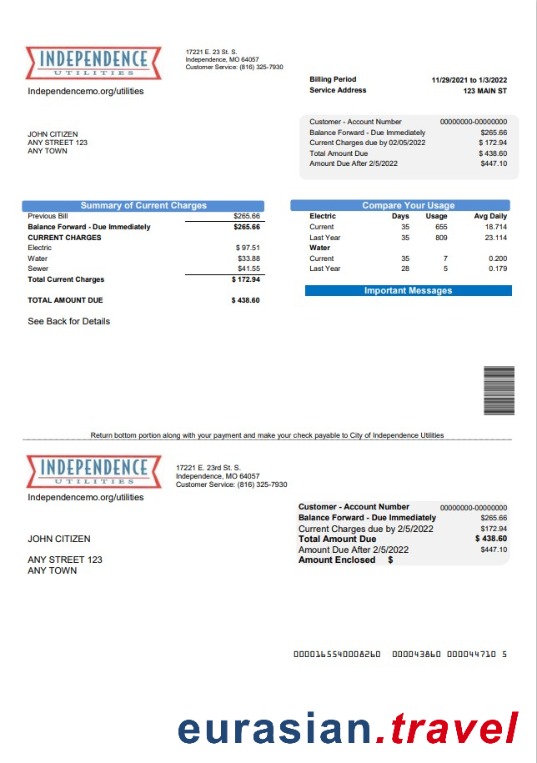 INDEPENDENCE
UTILITIES
Independencemo.org/utilities
17221 E. 23 St. S.
Independence, MO 64057
Customer Service: (816) 325-7930
Billing Period 11/29/2021 to 1/3/2022
Service Address 123 MAIN ST
JOHN CITIZEN
ANY STREET 123
ANY TOWN
Customer - Account Number 00000000-00000000
Balance Forward - Due Immediately $265.66
Current Charges due by 02/05/2022 $ 172.94
Total Amount Due $ 438.60
Amount Due After 2/5/2022 $447.10
Summary of Current Charges
Previous Bill $265.66
Balance Forward - Due Immediately $265.66
CURRENT CHARGES
Electric $ 97.51
Water $33.88
Sewer $41.55
Total Current Charges $ 172.94
TOTAL AMOUNT DUE $ 438.60
See Back for Details
Compare Your Usage
Electric Days Usage Avg Daily
Current 35 655 18.714
Last Year 35 809 23.114
Water
Current 35 7 0.200
Last Year 28 5 0.179
Important Messages
Return bottom portion along with your payment and make your check payable to City of Independence Utilities
INDEPENDENCE
UTILITIES
Independencemo.org/utilities
17221 E. 23rd St. S.
Independence, MO 64057
Customer Service: (816) 325-7930
JOHN CITIZEN
ANY STREET 123
ANY TOWN
Customer - Account Number 00000000-00000000
Balance Forward - Due Immediately $265.66
Current Charges due by 2/5/2022 $172.94
Total Amount Due $ 438.60
Amount Due After 2/5/2022 $447.10
Amount Enclosed $
0000165540008260 000043860 000044710 5
eurasian.travel